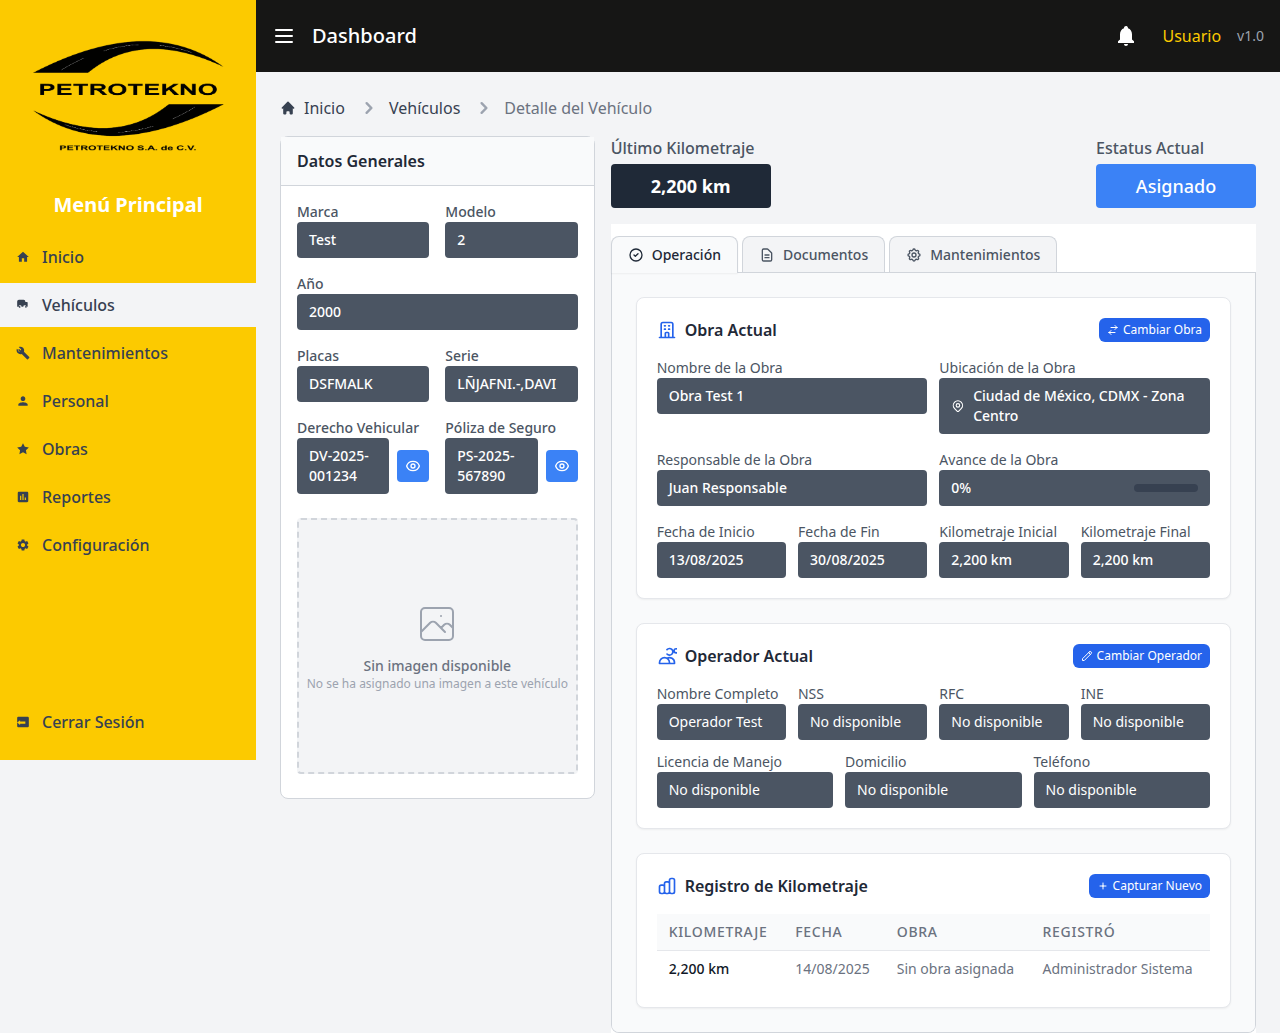 PETROTEKNO
PETROTEKNO S.A. de C.V.
Menú Principal
Inicio
Vehículos
Mantenimientos
Personal
Obras
Reportes
Configuración
Cerrar Sesión
Dashboard
Usuario v1.0
Inicio Vehículos Detalle del Vehículo
Datos Generales
Marca Modelo
Test 2
Año
2000
Placas Serie
DSFMALK LÑJAFNI.-,DAVI
Derecho Vehicular Póliza de Seguro
DV-2025-001234 PS-2025-567890
Sin imagen disponible
No se ha asignado una imagen a este vehículo
Último Kilometraje Estatus Actual
2,200 km Asignado
Operación Documentos Mantenimientos
Obra Actual Cambiar Obra
Nombre de la Obra Ubicación de la Obra
Obra Test 1 Ciudad de México, CDMX - Zona
Centro
Responsable de la Obra Avance de la Obra
Juan Responsable 0%
Fecha de Inicio Fecha de Fin Kilometraje Inicial Kilometraje Final
13/08/2025 30/08/2025 2,200 km 2,200 km
Operador Actual Cambiar Operador
Nombre Completo NSS RFC INE
Operador Test No disponible No disponible No disponible
Licencia de Manejo Domicilio Teléfono
No disponible No disponible No disponible
Registro de Kilometraje + Capturar Nuevo
KILOMETRAJE FECHA OBRA REGISTRÓ
2,200 km 14/08/2025 Sin obra asignada Administrador Sistema